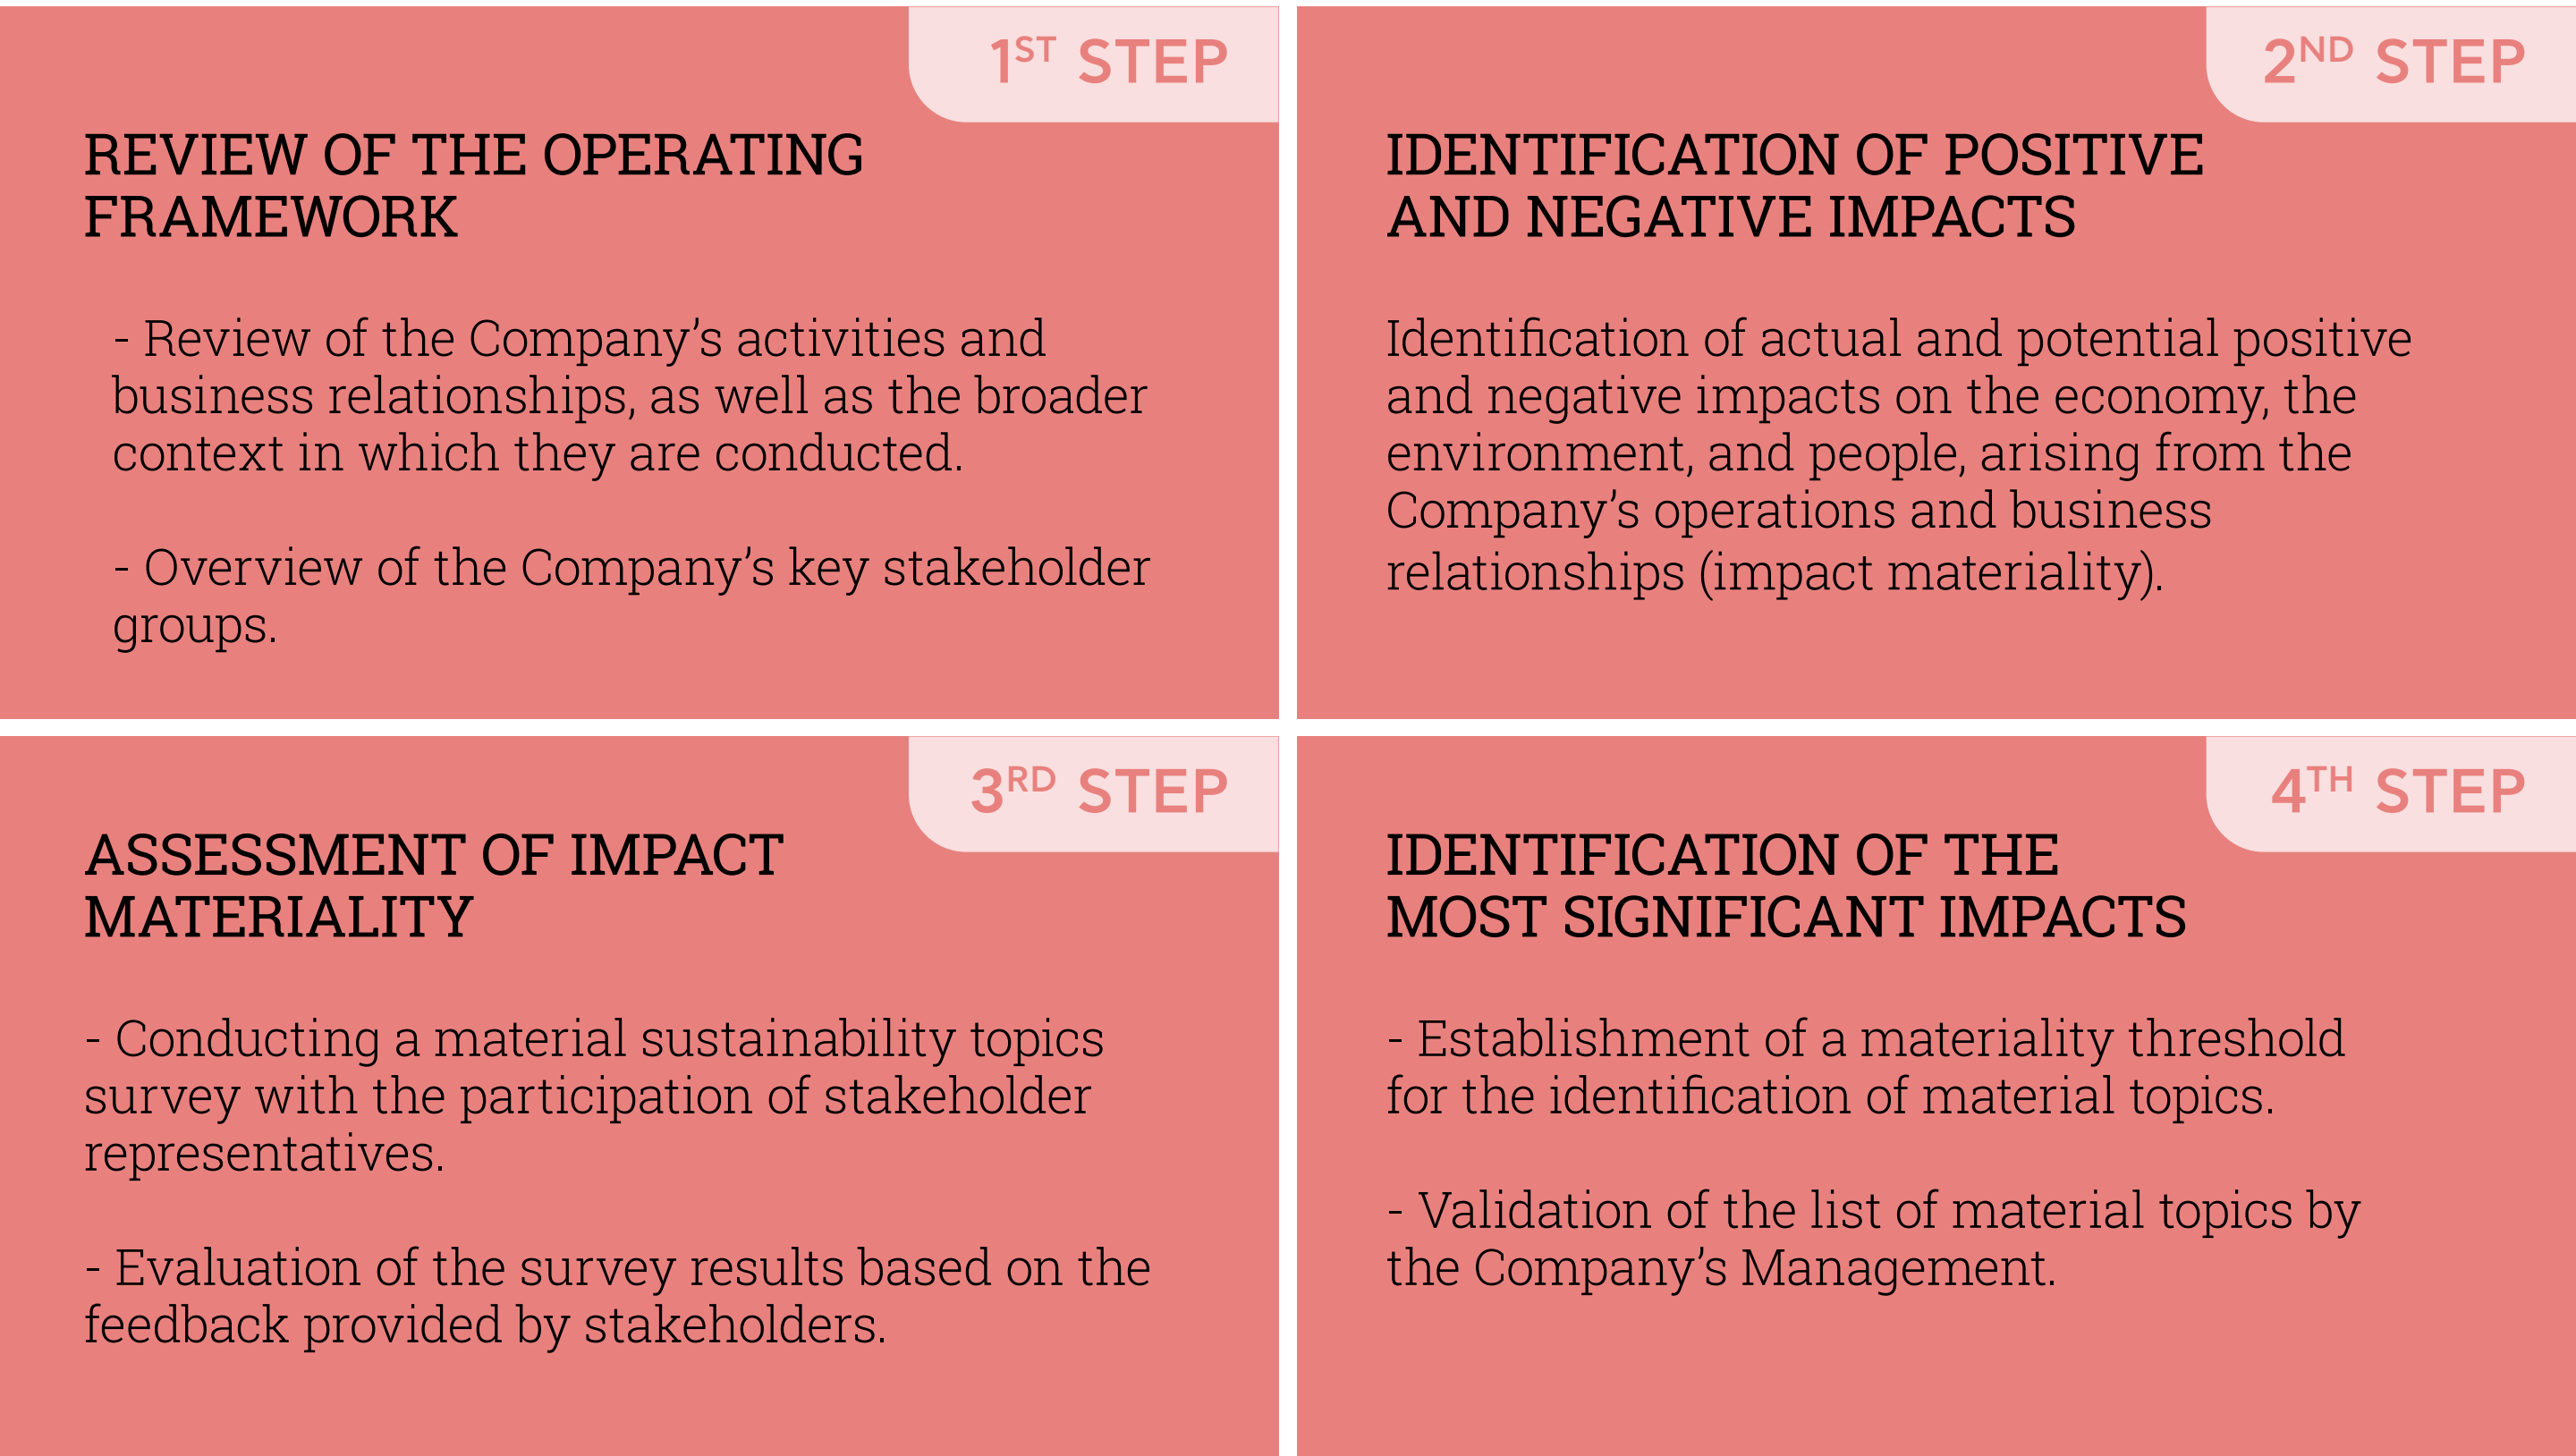 1ST STEP
REVIEW OF THE OPERATING
FRAMEWORK
- Review of the Company’s activities and
business relationships, as well as the broader
context in which they are conducted.
- Overview of the Company’s key stakeholder
groups.
2ND STEP
IDENTIFICATION OF POSITIVE
AND NEGATIVE IMPACTS
Identification of actual and potential positive
and negative impacts on the economy, the
environment, and people, arising from the
Company’s operations and business
relationships (impact materiality).
3RD STEP
ASSESSMENT OF IMPACT
MATERIALITY
- Conducting a material sustainability topics
survey with the participation of stakeholder
representatives.
- Evaluation of the survey results based on the
feedback provided by stakeholders.
4TH STEP
IDENTIFICATION OF THE
MOST SIGNIFICANT IMPACTS
- Establishment of a materiality threshold
for the identification of material topics.
- Validation of the list of material topics by
the Company’s Management.